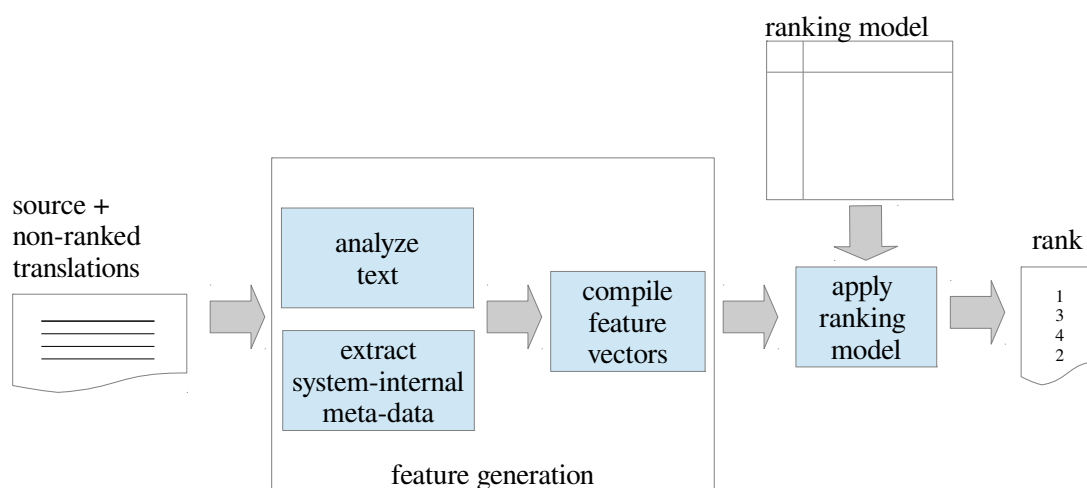 ranking model
source +
non-ranked
translations
analyze
text
extract
system-internal
meta-data
compile
feature
vectors
feature generation
apply
ranking
model
rank
1
3
4
2